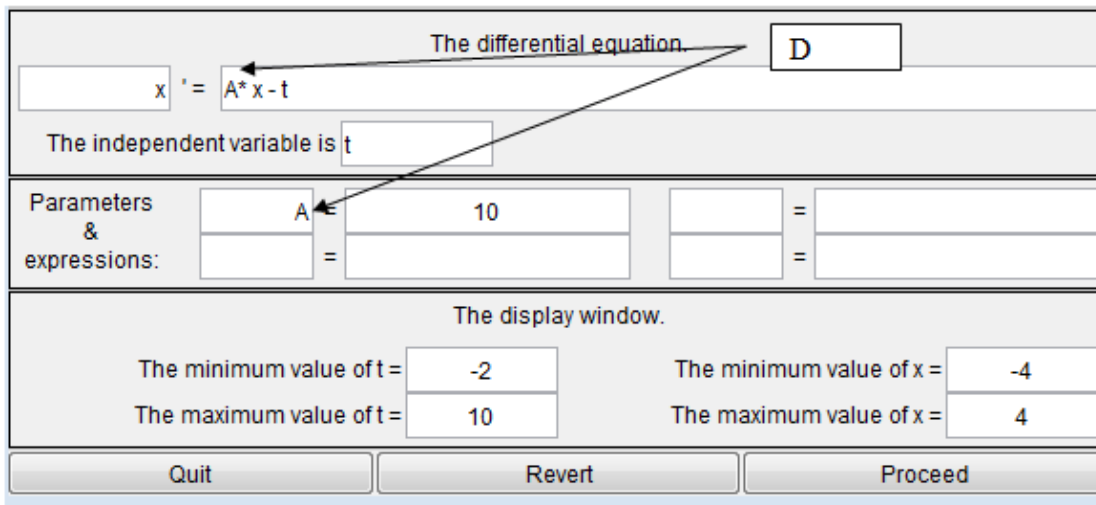 The differential equation.
D
x ' = A* x - t
The independent variable is t
Parameters & expressions:
A = 10 =
= =
The display window.
The minimum value of t = -2 The minimum value of x = -4
The maximum value of t = 10 The maximum value of x = 4
Quit Revert Proceed